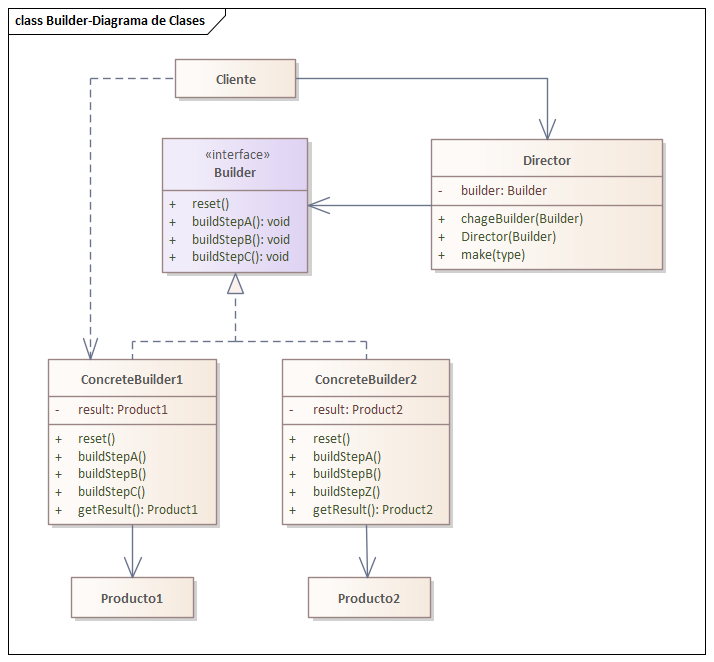 class Builder-Diagrama de Clases
Cliente
«interface»
Builder
+ reset()
+ buildStepA(): void
+ buildStepB(): void
+ buildStepC(): void
Director
- builder: Builder
+ chageBuilder(Builder)
+ Director(Builder)
+ make(type)
ConcreteBuilder1
- result: Product1
+ reset()
+ buildStepA()
+ buildStepB()
+ buildStepC()
+ getResult(): Product1
ConcreteBuilder2
- result: Product2
+ reset()
+ buildStepA()
+ buildStepB()
+ buildStepZ()
+ getResult(): Product2
Producto1
Producto2